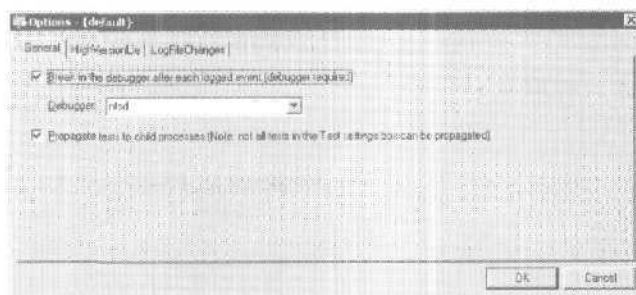 Options - {default}
General HighVersionLie LogFileChanges
Break in the debugger after each logged event (debugger required)
Debugger: ntsd
Propagate tests to child processes (Note: not all tests in the Test settings box can be propagated)
OK Cancel